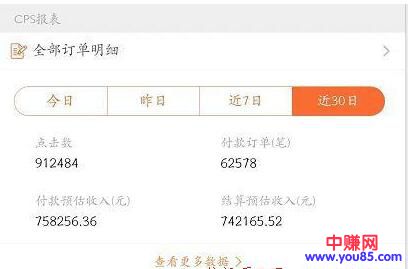 CPS报表
全部订单明细
今日 昨日 近7日 近30日
点击数 付款订单(笔)
912484 62578
付款预估收入(元) 结算预估收入(元)
758256.36 742165.52
中赚网
www.you85.com
查看更多数据